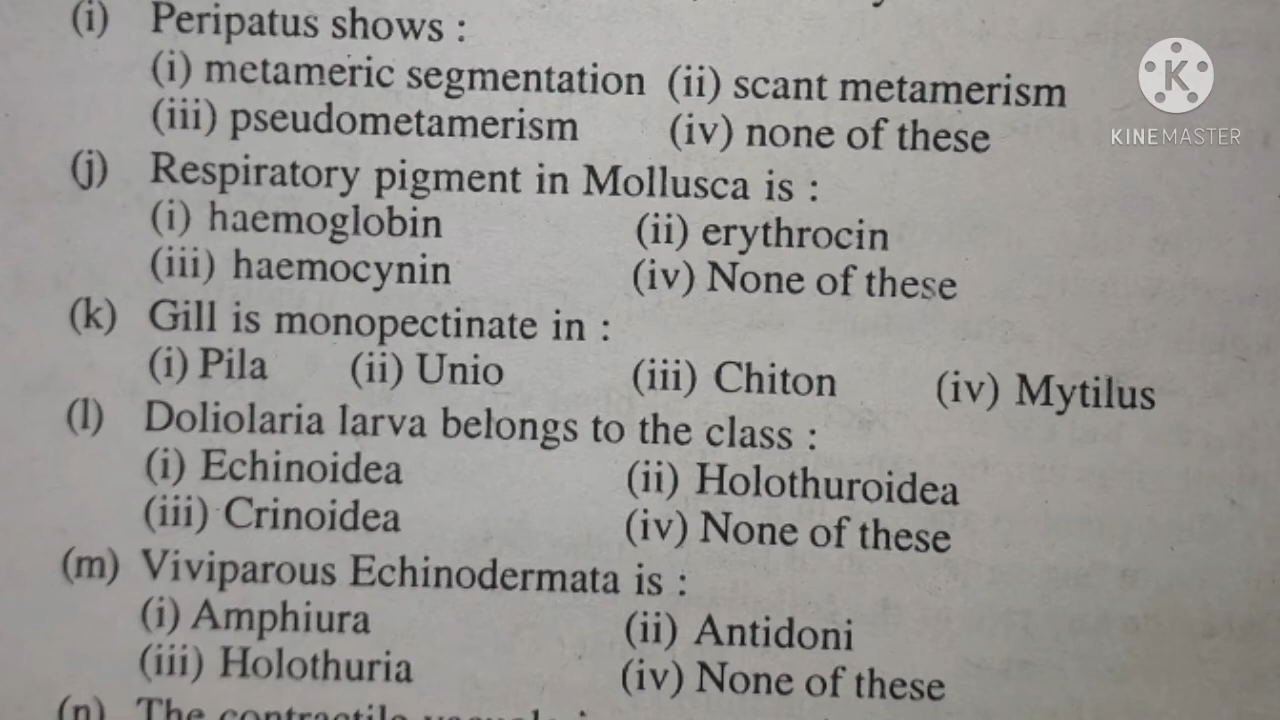 (i) Peripatus shows :
(i) metameric segmentation (ii) scant metamerism
(iii) pseudometamerism (iv) none of these
(j) Respiratory pigment in Mollusca is :
(i) haemoglobin (ii) erythrocin
(iii) haemocynin (iv) None of these
(k) Gill is monopectinate in :
(i) Pila (ii) Unio (iii) Chiton (iv) Mytilus
(l) Doliolaria larva belongs to the class :
(i) Echinoidea (ii) Holothuroidea
(iii) Crinoidea (iv) None of these
(m) Viviparous Echinodermata is :
(i) Amphiura (ii) Antidoni
(iii) Holothuria (iv) None of these
(n) The contractile
K
KINEMASTER